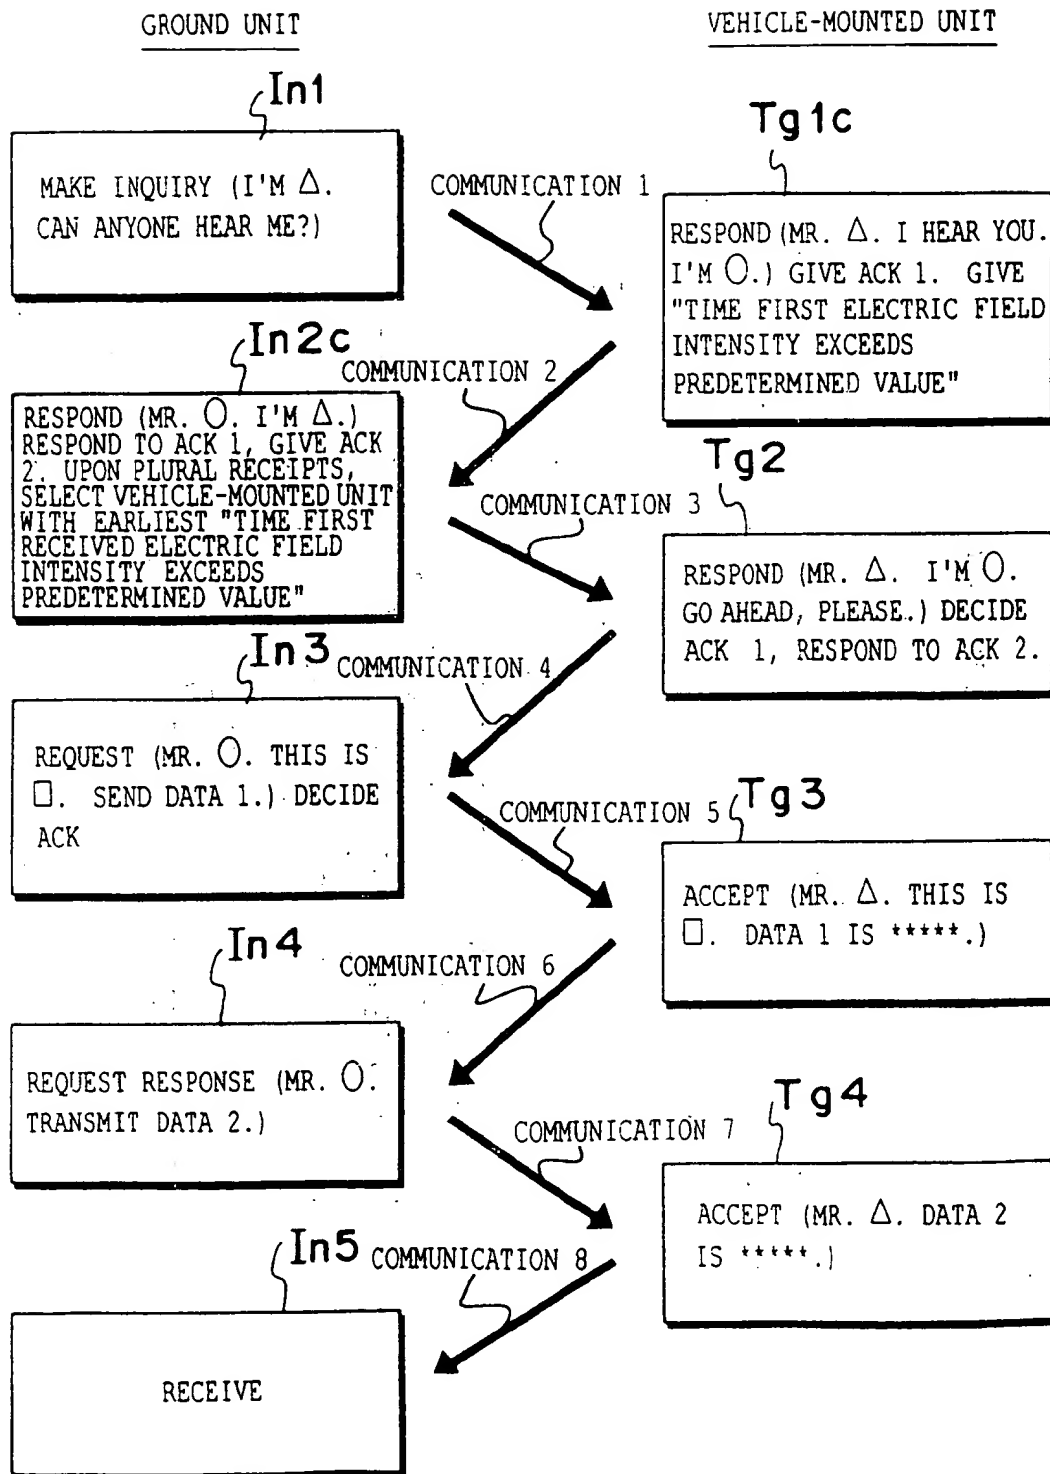 GROUND UNIT
VEHICLE-MOUNTED UNIT
In1
MAKE INQUIRY (I'M △.
CAN ANYONE HEAR ME?)
COMMUNICATION 1
Tg1c
RESPOND (MR. △. I HEAR YOU.
I'M ○.) GIVE ACK 1. GIVE
"TIME FIRST ELECTRIC FIELD
INTENSITY EXCEEDS
PREDETERMINED VALUE"
In2c
COMMUNICATION 2
RESPOND (MR. ○. I'M △.)
RESPOND TO ACK 1, GIVE ACK
2. UPON PLURAL RECEIPTS,
SELECT VEHICLE-MOUNTED UNIT
WITH EARLIEST "TIME FIRST
RECEIVED ELECTRIC FIELD
INTENSITY EXCEEDS
PREDETERMINED VALUE"
COMMUNICATION 3
Tg2
RESPOND (MR. △. I'M ○.
GO AHEAD, PLEASE.) DECIDE
ACK 1, RESPOND TO ACK 2.
In3
COMMUNICATION 4
REQUEST (MR. ○. THIS IS
□. SEND DATA 1.) DECIDE
ACK
COMMUNICATION 5
Tg3
ACCEPT (MR. △. THIS IS
□. DATA 1 IS *****.)
In4
COMMUNICATION 6
REQUEST RESPONSE (MR. ○.
TRANSMIT DATA 2.)
COMMUNICATION 7
Tg4
ACCEPT (MR. △. DATA 2
IS *****.)
In5
COMMUNICATION 8
RECEIVE